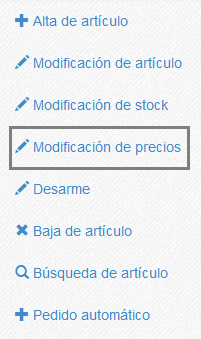 Alta de artículo
Modificación de artículo
Modificación de stock
Modificación de precios
Desarme
Baja de artículo
Búsqueda de artículo
Pedido automático